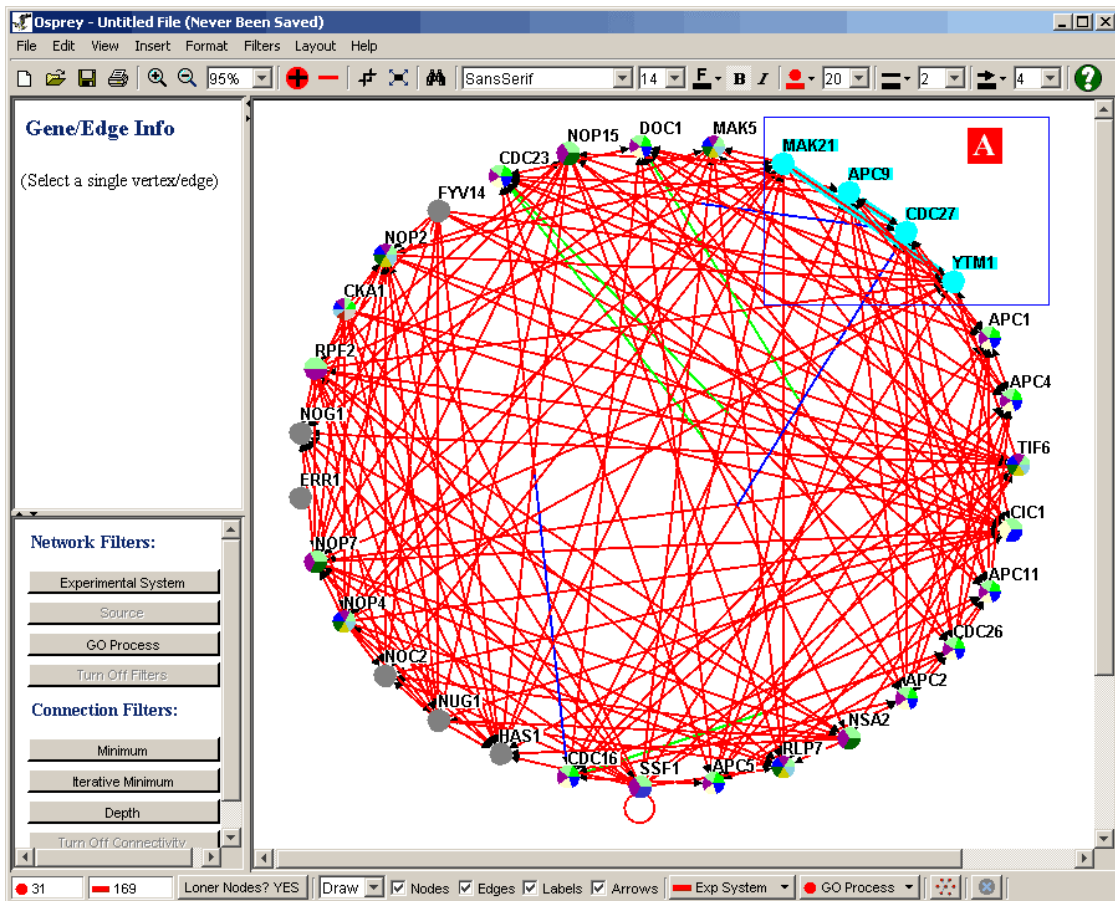 Osprey - Untitled File (Never Been Saved)
File Edit View Insert Format Filters Layout Help
95% SansSerif 14 F B I 20 2 4 ?
Gene/Edge Info
(Select a single vertex/edge)
Network Filters:
Experimental System
Source
GO Process
Turn Off Filters
Connection Filters:
Minimum
Iterative Minimum
Depth
Turn Off Connectivity
A
DOC1
MAK5
NOP15
MAK21
CDC23
APC9
FYV14
CDC27
NOP2
YTM1
CKA1
APC1
RPF2
APC4
NOG1
TIF6
ERR1
CIC1
NOP7
APC11
NOP4
CDC26
NOC2
APC2
NUG1
NSA2
HAS1
RLP7
CDC16
SSF1
APC5
31 169 Loner Nodes? YES Draw Nodes Edges Labels Arrows Exp System GO Process